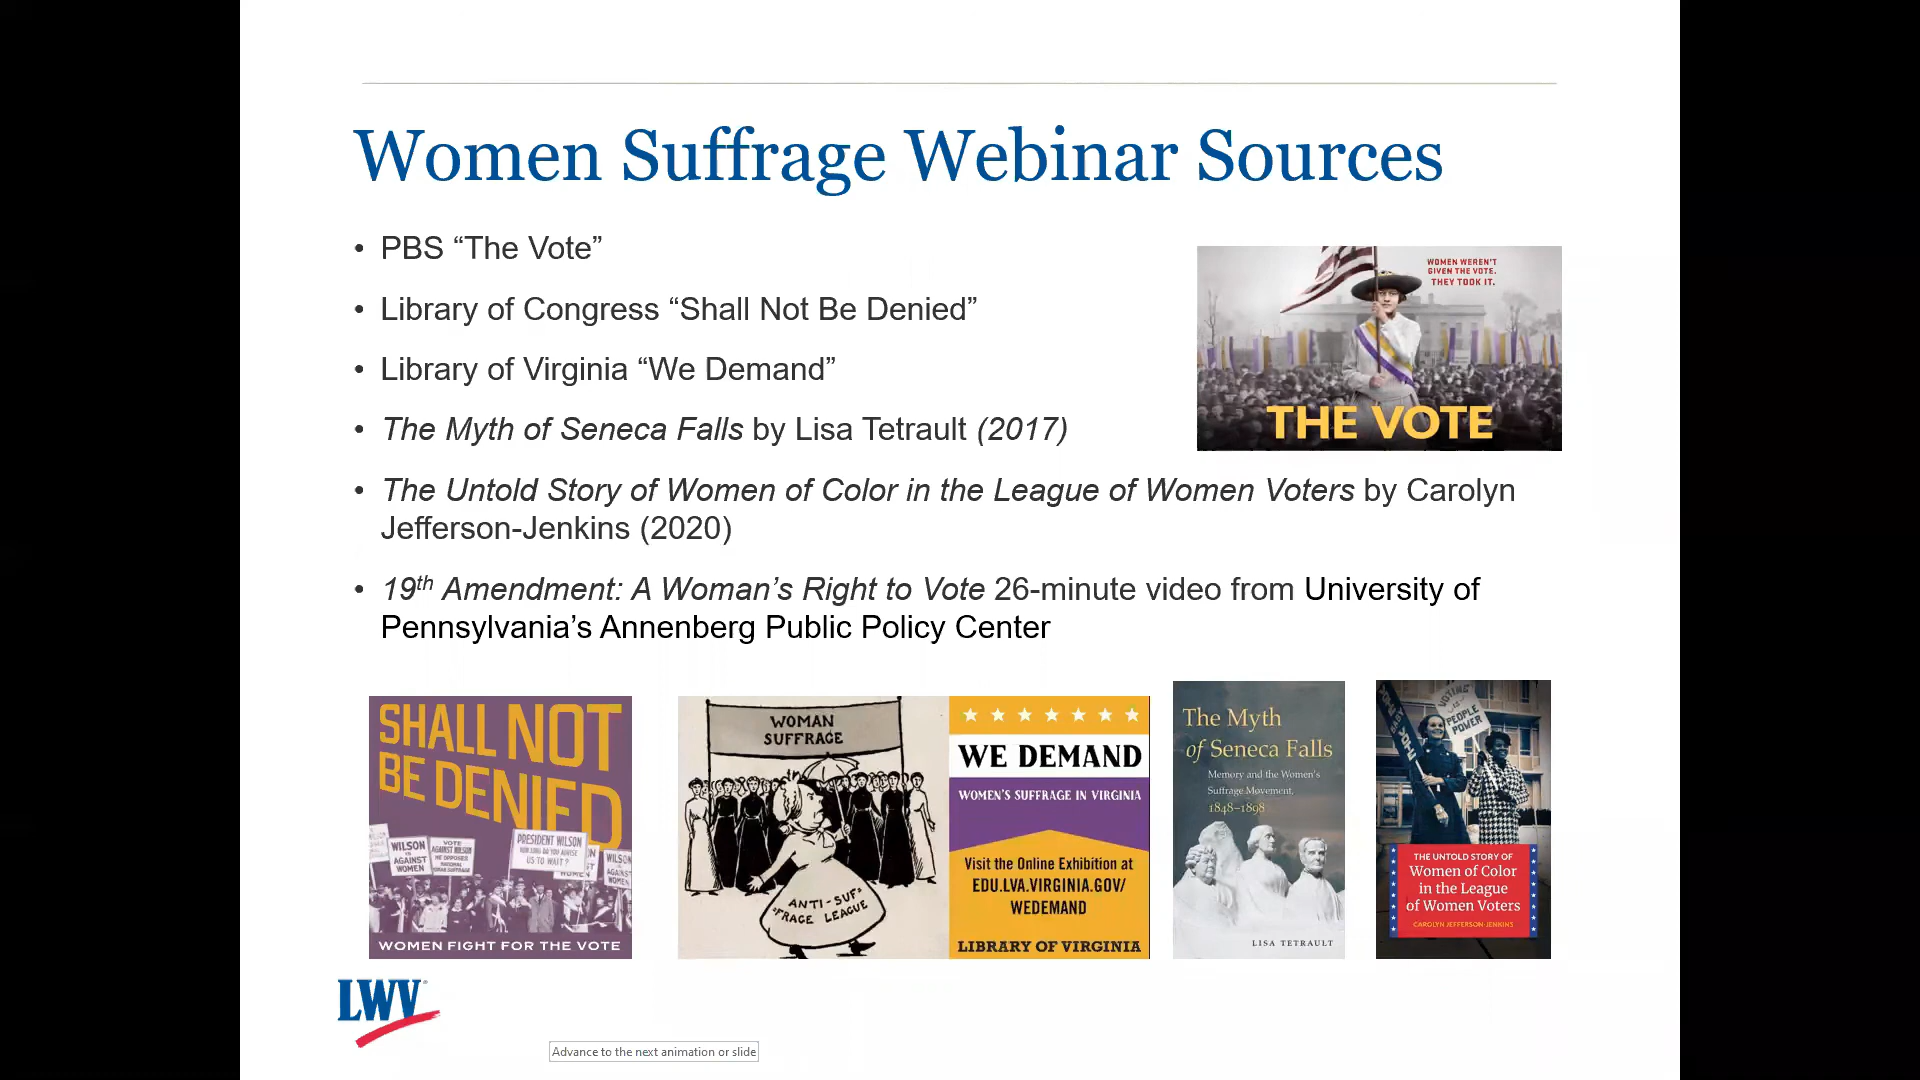 Women Suffrage Webinar Sources
• PBS “The Vote”
• Library of Congress “Shall Not Be Denied”
• Library of Virginia “We Demand”
• The Myth of Seneca Falls by Lisa Tetrault (2017)
• The Untold Story of Women of Color in the League of Women Voters by Carolyn
Jefferson-Jenkins (2020)
• 19th Amendment: A Woman’s Right to Vote 26-minute video from University of
Pennsylvania’s Annenberg Public Policy Center
WOMEN WEREN'T
GIVEN THE VOTE.
THEY TOOK IT.
THE VOTE
SHALL NOT
BE DENIED
WILSON
AGAINST
WOMEN
VOTE
AGAINST WILSON
HE OPPOSES
NATIONAL
WOMAN SUFFRAGE
PRESIDENT WILSON
HOW LONG DO YOU ADVISE
US TO WAIT?
WOMEN
WILSON
AGAINST
WOMEN
WOMEN FIGHT FOR THE VOTE
WOMAN
SUFFRAGE
ANTI-SUF-
FRAGE LEAGUE
WE DEMAND
WOMEN'S SUFFRAGE IN VIRGINIA
Visit the Online Exhibition at
EDU.LVA.VIRGINIA.GOV/
WEDEMAND
LIBRARY OF VIRGINIA
The Myth
of Seneca Falls
Memory and the Women's
Suffrage Movement,
1848–1898
LISA TETRAULT
VOTING
IS
PEOPLE
POWER
THE UNTOLD STORY OF
Women of Color
in the League
of Women Voters
CAROLYN JEFFERSON-JENKINS
LWV
Advance to the next animation or slide